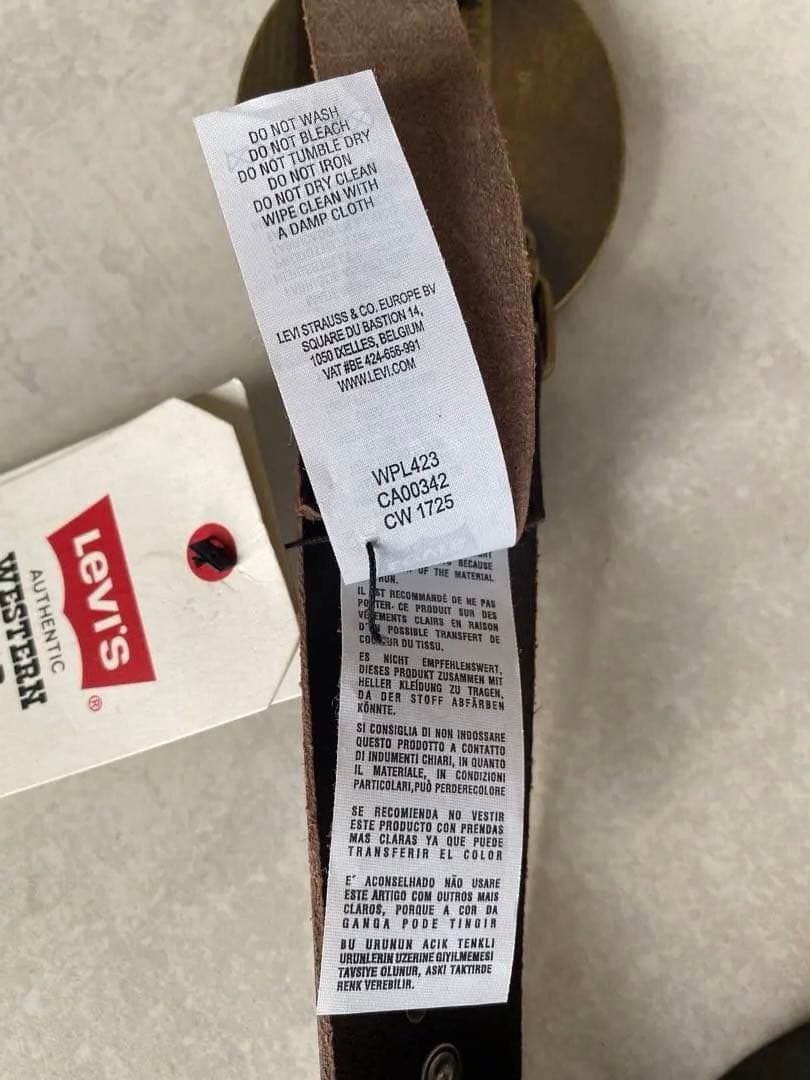 DO NOT WASH
DO NOT BLEACH
DO NOT TUMBLE DRY
DO NOT IRON
DO NOT DRY CLEAN
WIPE CLEAN WITH
A DAMP CLOTH
LEVI STRAUSS & CO. EUROPE BV
SQUARE DU BASTION 14,
1050 IXELLES, BELGIUM
VAT #BE 424-656-991
WWW.LEVI.COM
WPL423
CA00342
CW 1725
BECAUSE
OF THE MATERIAL
RUN.
IL EST RECOMMANDÉ DE NE PAS
PORTER CE PRODUIT SUR DES
VÊTEMENTS CLAIRS EN RAISON
D'UN POSSIBLE TRANSFERT DE
COULEUR DU TISSU.
ES NICHT EMPFEHLENSWERT,
DIESES PRODUKT ZUSAMMEN MIT
HELLER KLEIDUNG ZU TRAGEN,
DA DER STOFF ABFÄRBEN
KÖNNTE.
SI CONSIGLIA DI NON INDOSSARE
QUESTO PRODOTTO A CONTATTO
DI INDUMENTI CHIARI, IN QUANTO
IL MATERIALE, IN CONDIZIONI
PARTICOLARI, PUÒ PERDERECOLORE
SE RECOMIENDA NO VESTIR
ESTE PRODUCTO CON PRENDAS
MAS CLARAS YA QUE PUEDE
TRANSFERIR EL COLOR
E' ACONSELHADO NÃO USARE
ESTE ARTIGO COM OUTROS MAIS
CLAROS, PORQUE A COR DA
GANGA PODE TINGIR
BU URUNUN ACIK TENKLI
URUNLERIN UZERINE GIYILMEMESI
TAVSIYE OLUNUR, ASKI TAKTIRDE
RENK VEREBILIR.
LEVI'S
®
AUTHENTIC
WESTERN